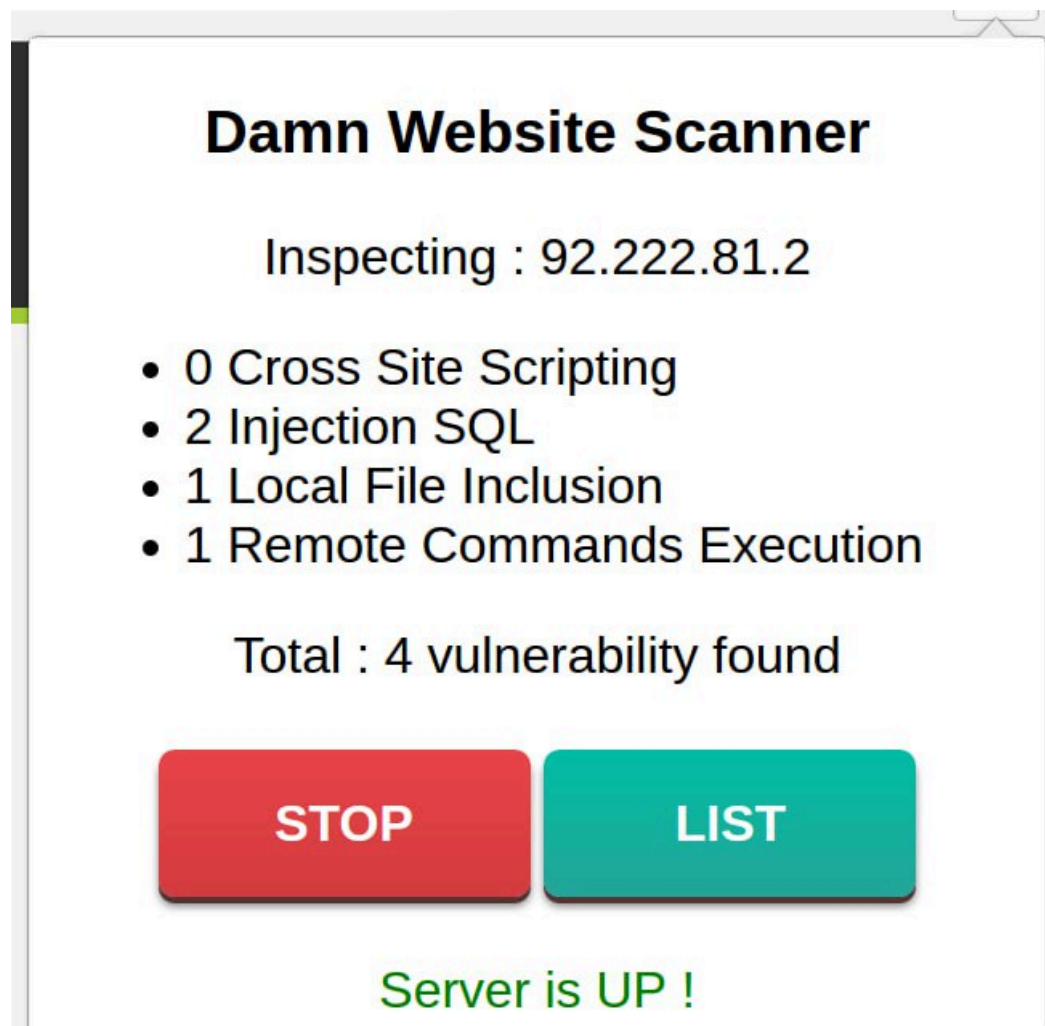 Damn Website Scanner
Inspecting : 92.222.81.2
• 0 Cross Site Scripting
• 2 Injection SQL
• 1 Local File Inclusion
• 1 Remote Commands Execution
Total : 4 vulnerability found
STOP LIST
Server is UP !